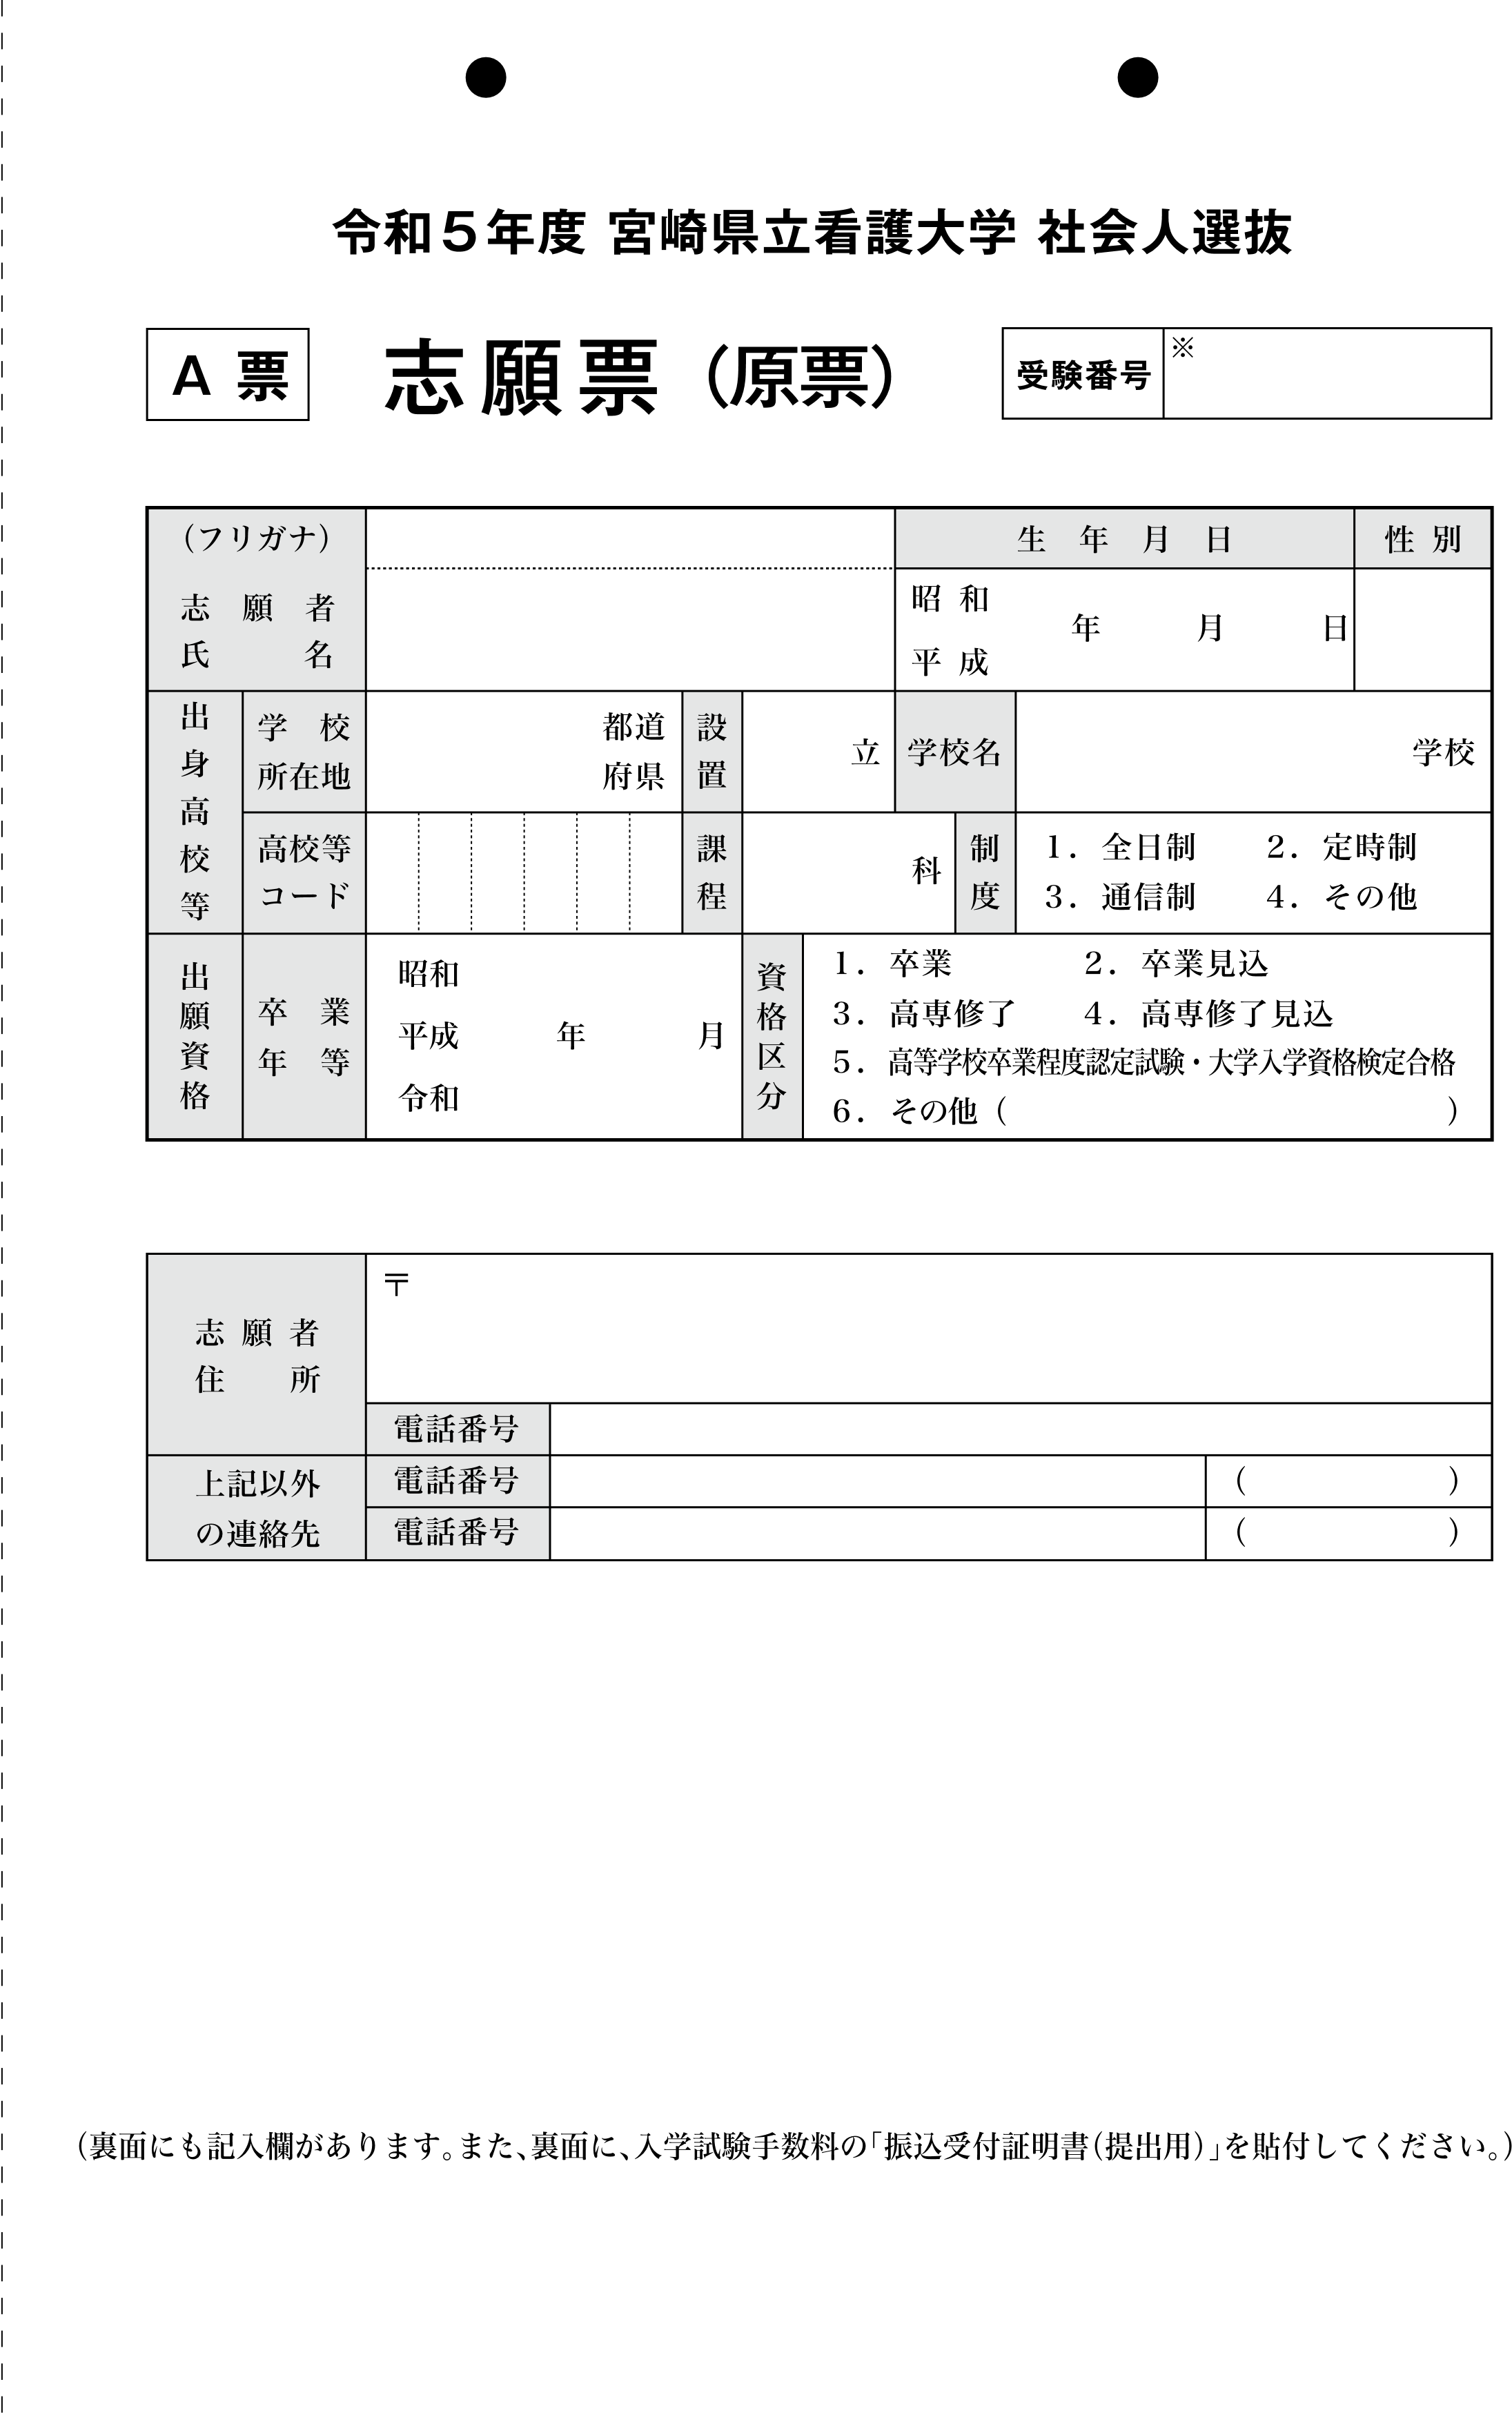 令和５年度 宮崎県立看護大学 社会人選抜
A 票
志願票（原票）
受験番号
※
（フリガナ）
志 願 者
氏 名
生 年 月 日
性 別
昭 和
平 成
年 月 日
出身高校等
学 校
所在地
都道
府県
設置
立
学校名
学校
高校等
コード
課程
科
制度
１．全日制 ２．定時制
３．通信制 ４．その他
出願資格
卒 業
年 等
昭和
平成 年 月
令和
資格区分
１．卒業 ２．卒業見込
３．高専修了 ４．高専修了見込
５．高等学校卒業程度認定試験・大学入学資格検定合格
６．その他（ ）
志 願 者
住 所
〒
電話番号
上記以外
の連絡先
電話番号 （ ）
電話番号 （ ）
（裏面にも記入欄があります。また、裏面に、入学試験手数料の「振込受付証明書（提出用）」を貼付してください。）